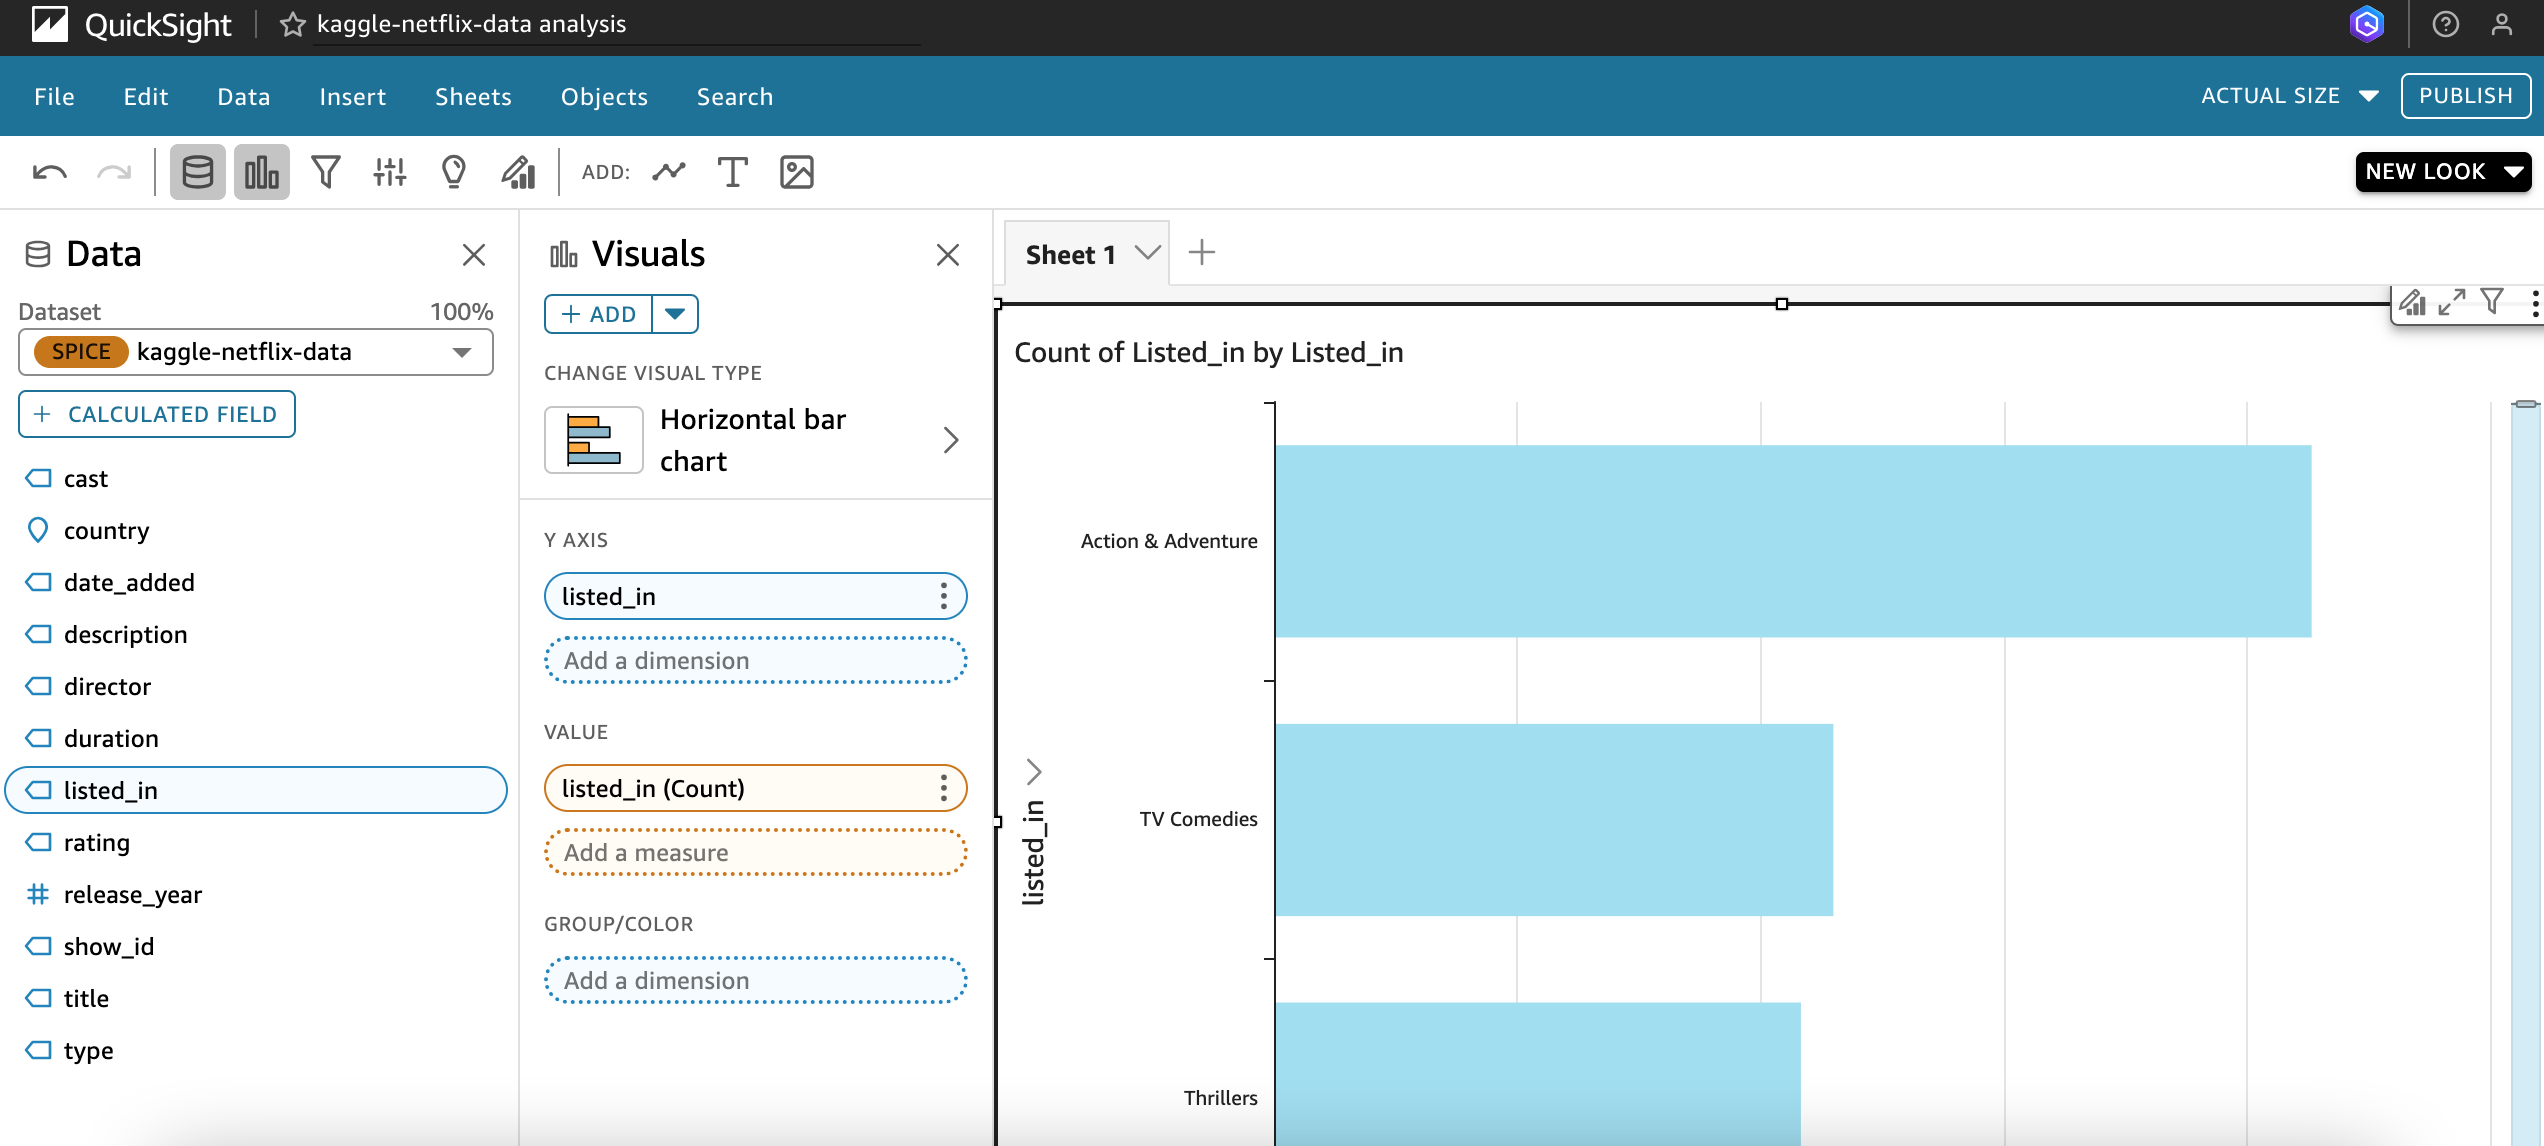 QuickSight
kaggle-netflix-data analysis
File Edit Data Insert Sheets Objects Search
ACTUAL SIZE
PUBLISH
ADD:
NEW LOOK
Data
Dataset 100%
SPICE kaggle-netflix-data
+ CALCULATED FIELD
cast
country
date_added
description
director
duration
listed_in
rating
release_year
show_id
title
type
Visuals
+ ADD
CHANGE VISUAL TYPE
Horizontal bar
chart
Y AXIS
listed_in
Add a dimension
VALUE
listed_in (Count)
Add a measure
GROUP/COLOR
Add a dimension
Sheet 1
Count of Listed_in by Listed_in
listed_in
Action & Adventure
TV Comedies
Thrillers